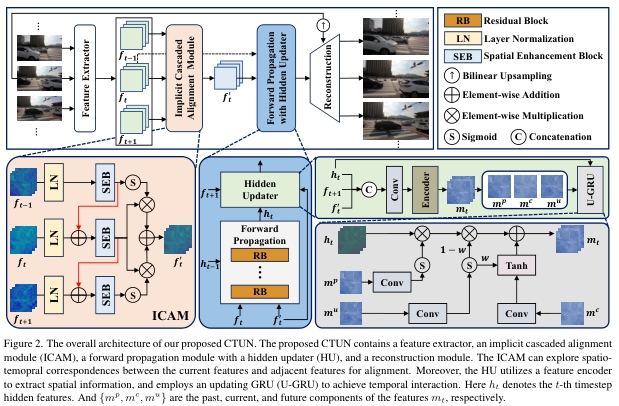 Feature Extractor
f_{t-1}
f_t
f_{t+1}
Implicit Cascaded
Alignment Module
f'_t
Forward Propagation
with Hidden Updater
Reconstruction
RB Residual Block
LN Layer Normalization
SEB Spatial Enhancement Block
↑ Bilinear Upsampling
⊕ Element-wise Addition
⊗ Element-wise Multiplication
S Sigmoid C Concatenation
f_{t-1} LN SEB S
f_t LN SEB f'_t
f_{t+1} LN SEB S
ICAM
f_{t+1} Hidden
Updater
h_t
Forward
Propagation
h_{t-1} RB
RB
f_t f'_t
h_t
f_{t+1}
f'_t
C Conv Encoder m_t m^p m^c m^u U-GRU
h_t 1 − w m_t
S S w Tanh
m^p Conv
m^u Conv Conv m^c
Figure 2. The overall architecture of our proposed CTUN. The proposed CTUN contains a feature extractor, an implicit cascaded alignment
module (ICAM), a forward propagation module with a hidden updater (HU), and a reconstruction module. The ICAM can explore spatio-
temopral correspondences between the current features and adjacent features for alignment. Moreover, the HU utilizes a feature encoder
to extract spatial information, and employs an updating GRU (U-GRU) to achieve temporal interaction. Here h_t denotes the t-th timestep
hidden features. And {m^p, m^c, m^u} are the past, current, and future components of the features m_t, respectively.